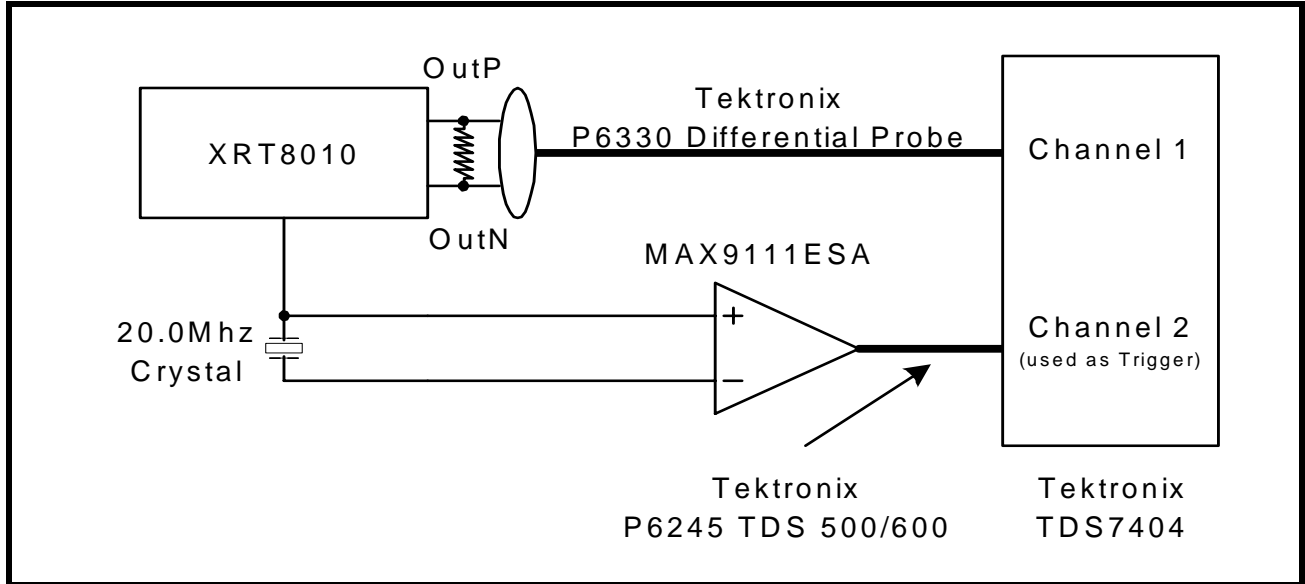 OutP
XRT8010
OutN
Tektronix
P6330 Differential Probe
Channel 1
MAX9111ESA
+
−
20.0Mhz
Crystal
Channel 2
(used as Trigger)
Tektronix
P6245 TDS 500/600
Tektronix
TDS7404